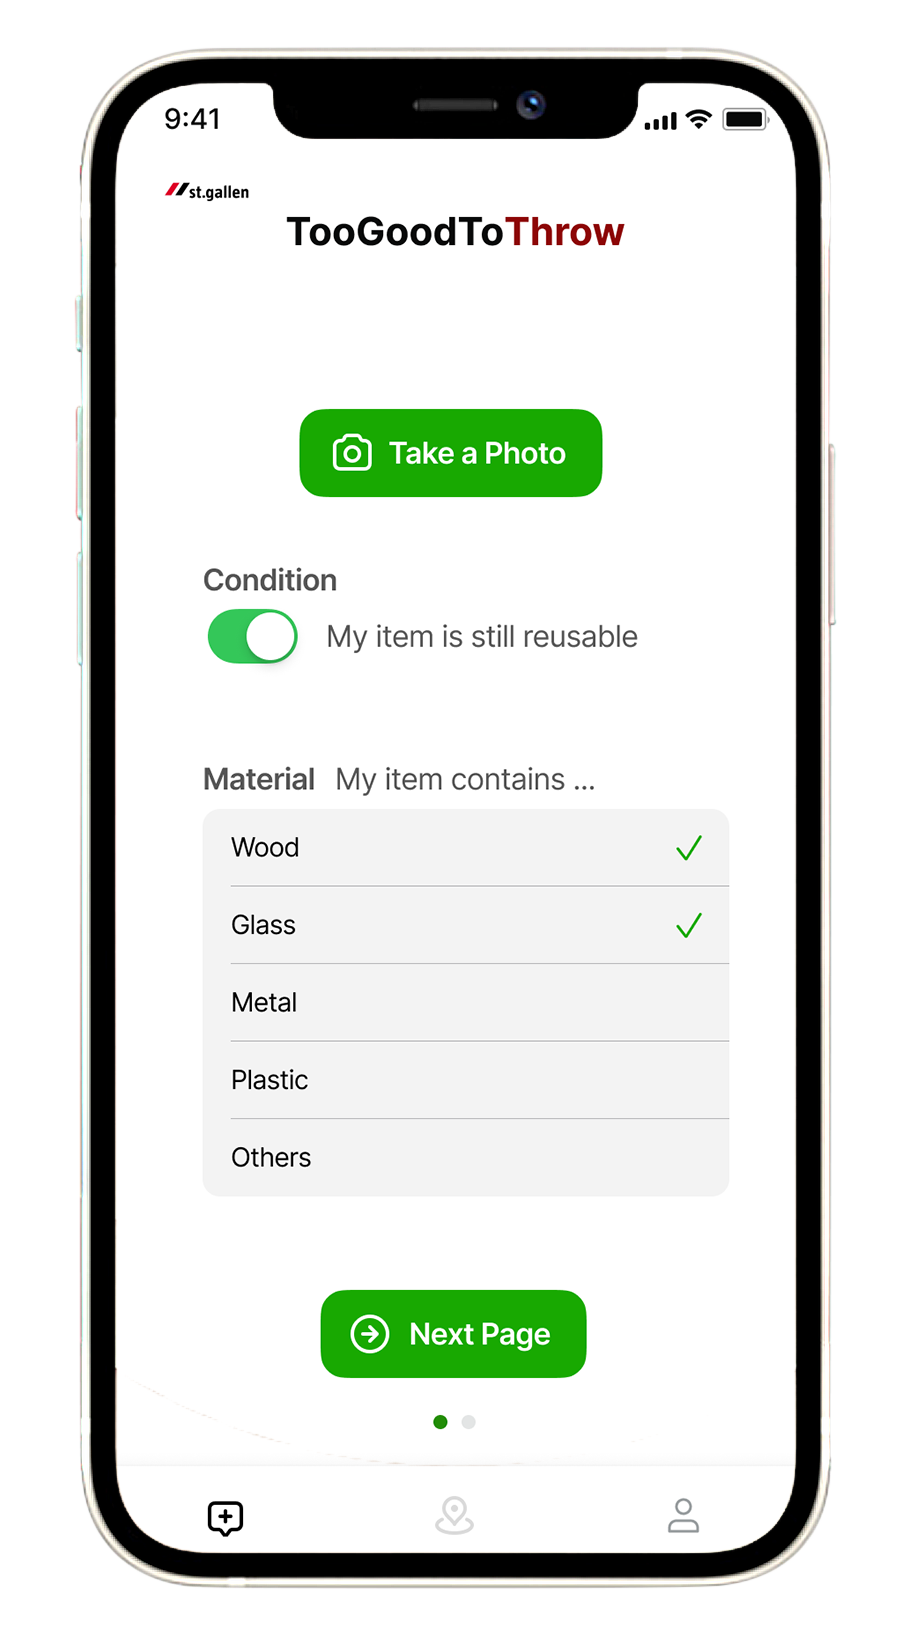 9:41
st.gallen
TooGoodToThrow
Take a Photo
Condition
My item is still reusable
Material My item contains ...
Wood
Glass
Metal
Plastic
Others
Next Page